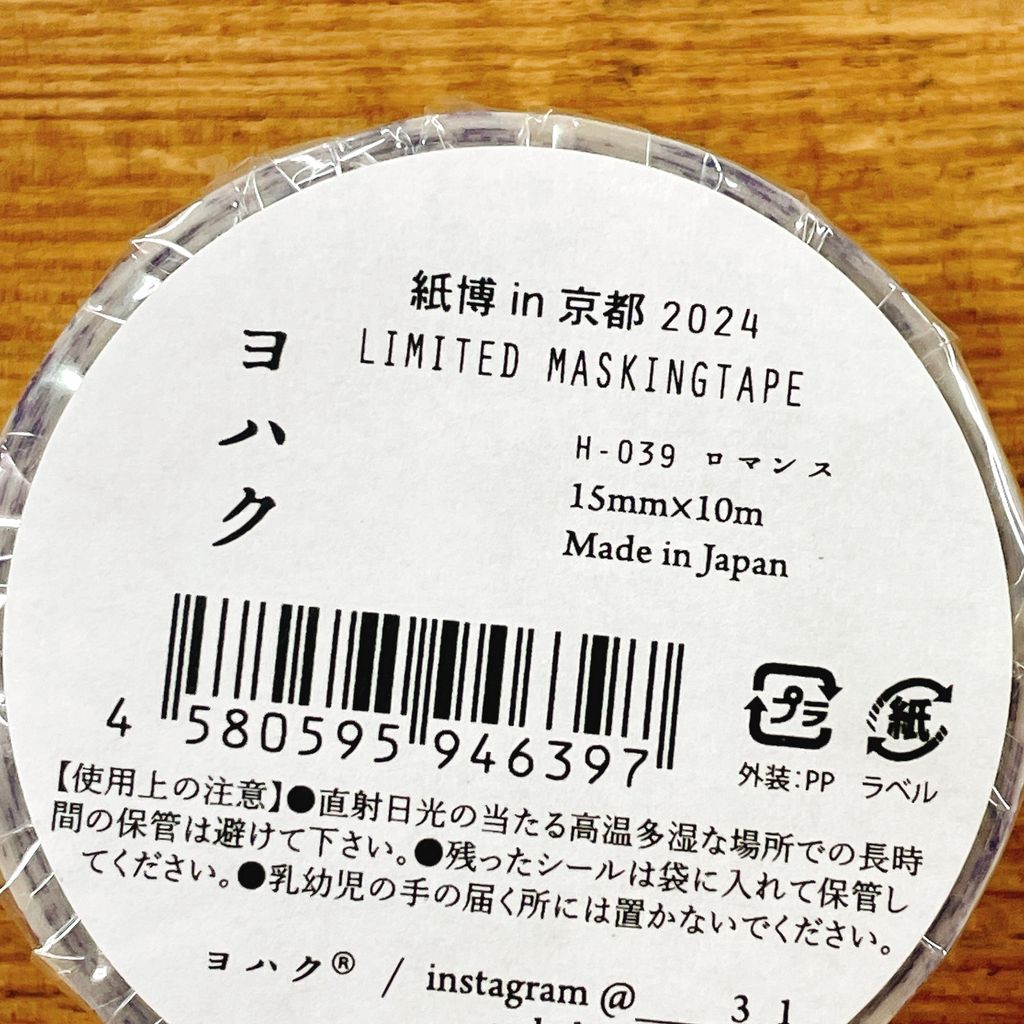 紙博 in 京都 2024
LIMITED MASKINGTAPE
ヨハク
H-039 ロマンス
15mm×10m
Made in Japan
4 580595 946397
プラ
外装:PP
紙
ラベル
【使用上の注意】●直射日光の当たる高温多湿な場所での長時
間の保管は避けて下さい。●残ったシールは袋に入れて保管し
てください。●乳幼児の手の届く所には置かないでください。
ヨハク® / instagram @____31